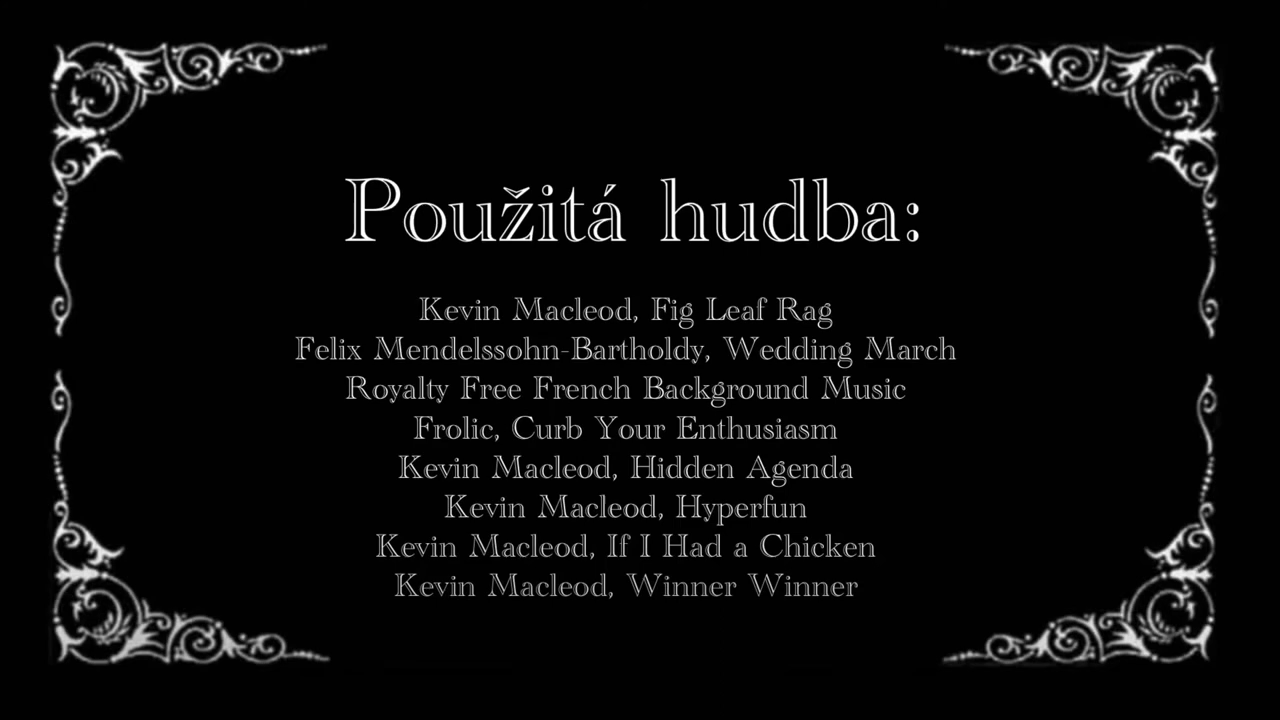 Použitá hudba:
Kevin Macleod, Fig Leaf Rag
Felix Mendelssohn-Bartholdy, Wedding March
Royalty Free French Background Music
Frolic, Curb Your Enthusiasm
Kevin Macleod, Hidden Agenda
Kevin Macleod, Hyperfun
Kevin Macleod, If I Had a Chicken
Kevin Macleod, Winner Winner